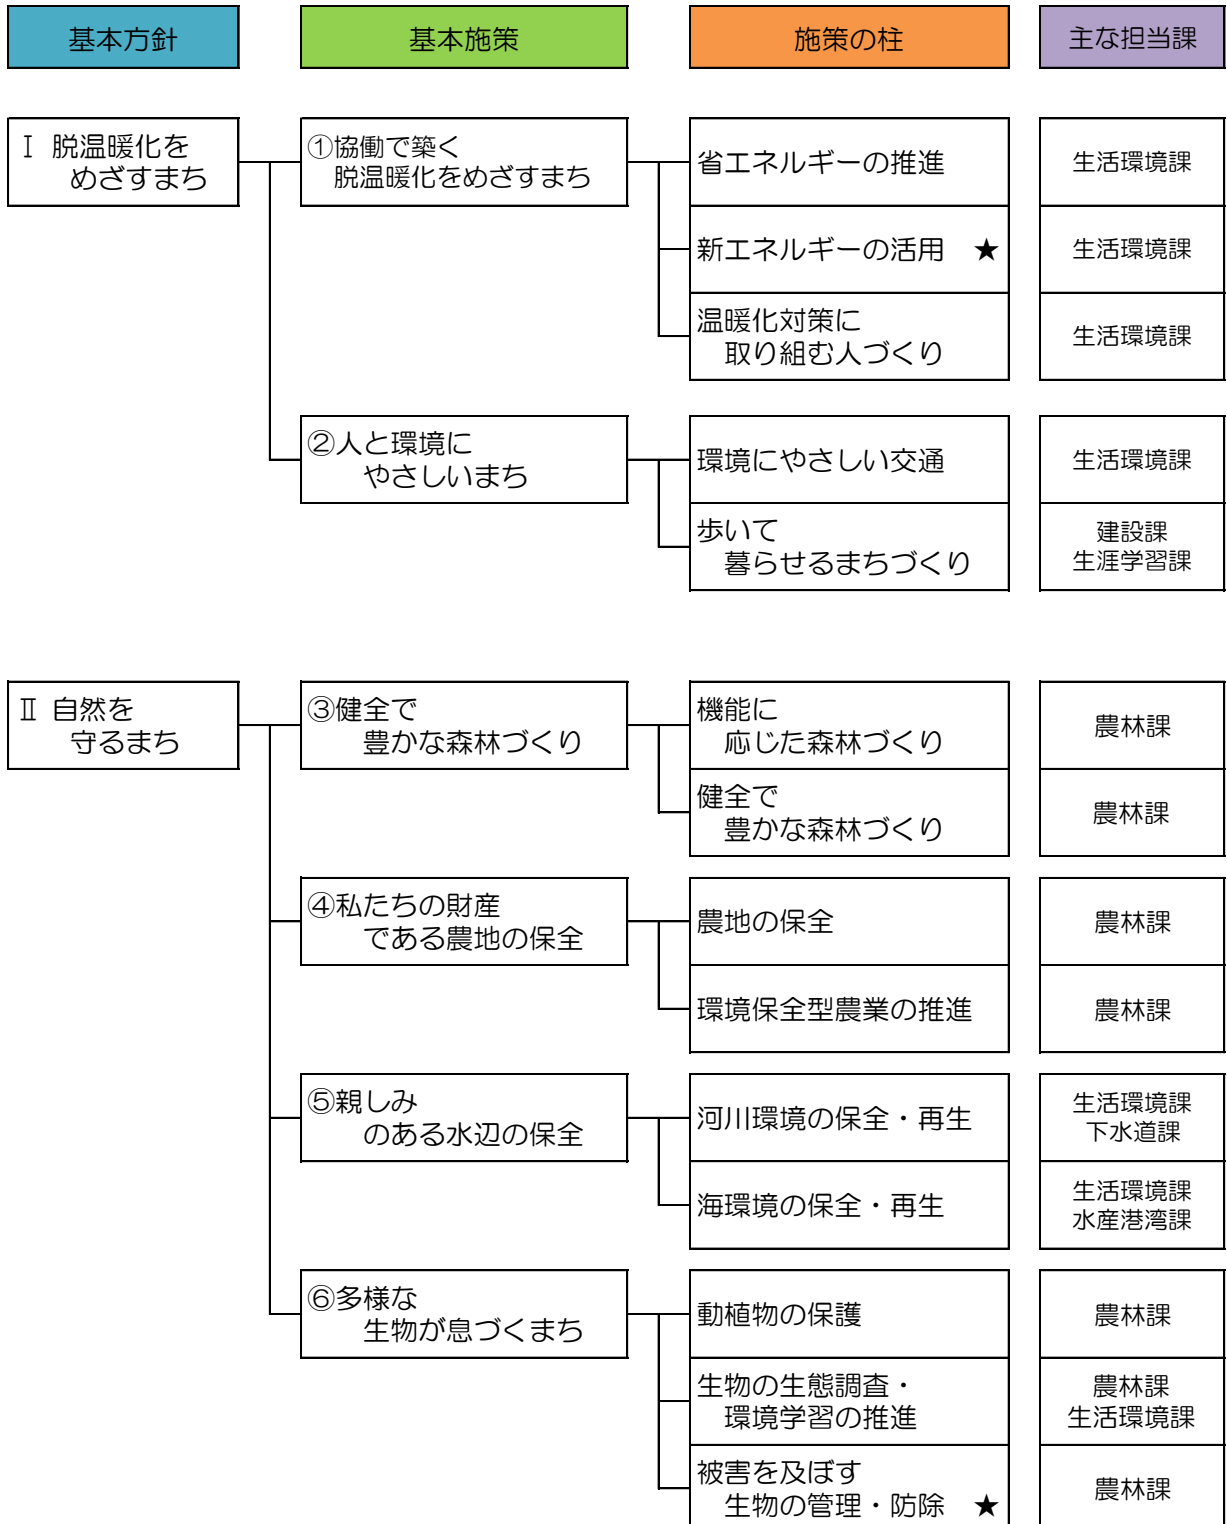 基本方針
基本施策
施策の柱
主な担当課
Ⅰ 脱温暖化を
めざすまち
①協働で築く
脱温暖化をめざすまち
省エネルギーの推進
生活環境課
新エネルギーの活用 ★
生活環境課
温暖化対策に
取り組む人づくり
生活環境課
②人と環境に
やさしいまち
環境にやさしい交通
生活環境課
歩いて
暮らせるまちづくり
建設課
生涯学習課
Ⅱ 自然を
守るまち
③健全で
豊かな森林づくり
機能に
応じた森林づくり
農林課
健全で
豊かな森林づくり
農林課
④私たちの財産
である農地の保全
農地の保全
農林課
環境保全型農業の推進
農林課
⑤親しみ
のある水辺の保全
河川環境の保全・再生
生活環境課
下水道課
海環境の保全・再生
生活環境課
水産港湾課
⑥多様な
生物が息づくまち
動植物の保護
農林課
生物の生態調査・
環境学習の推進
農林課
生活環境課
被害を及ぼす
生物の管理・防除 ★
農林課